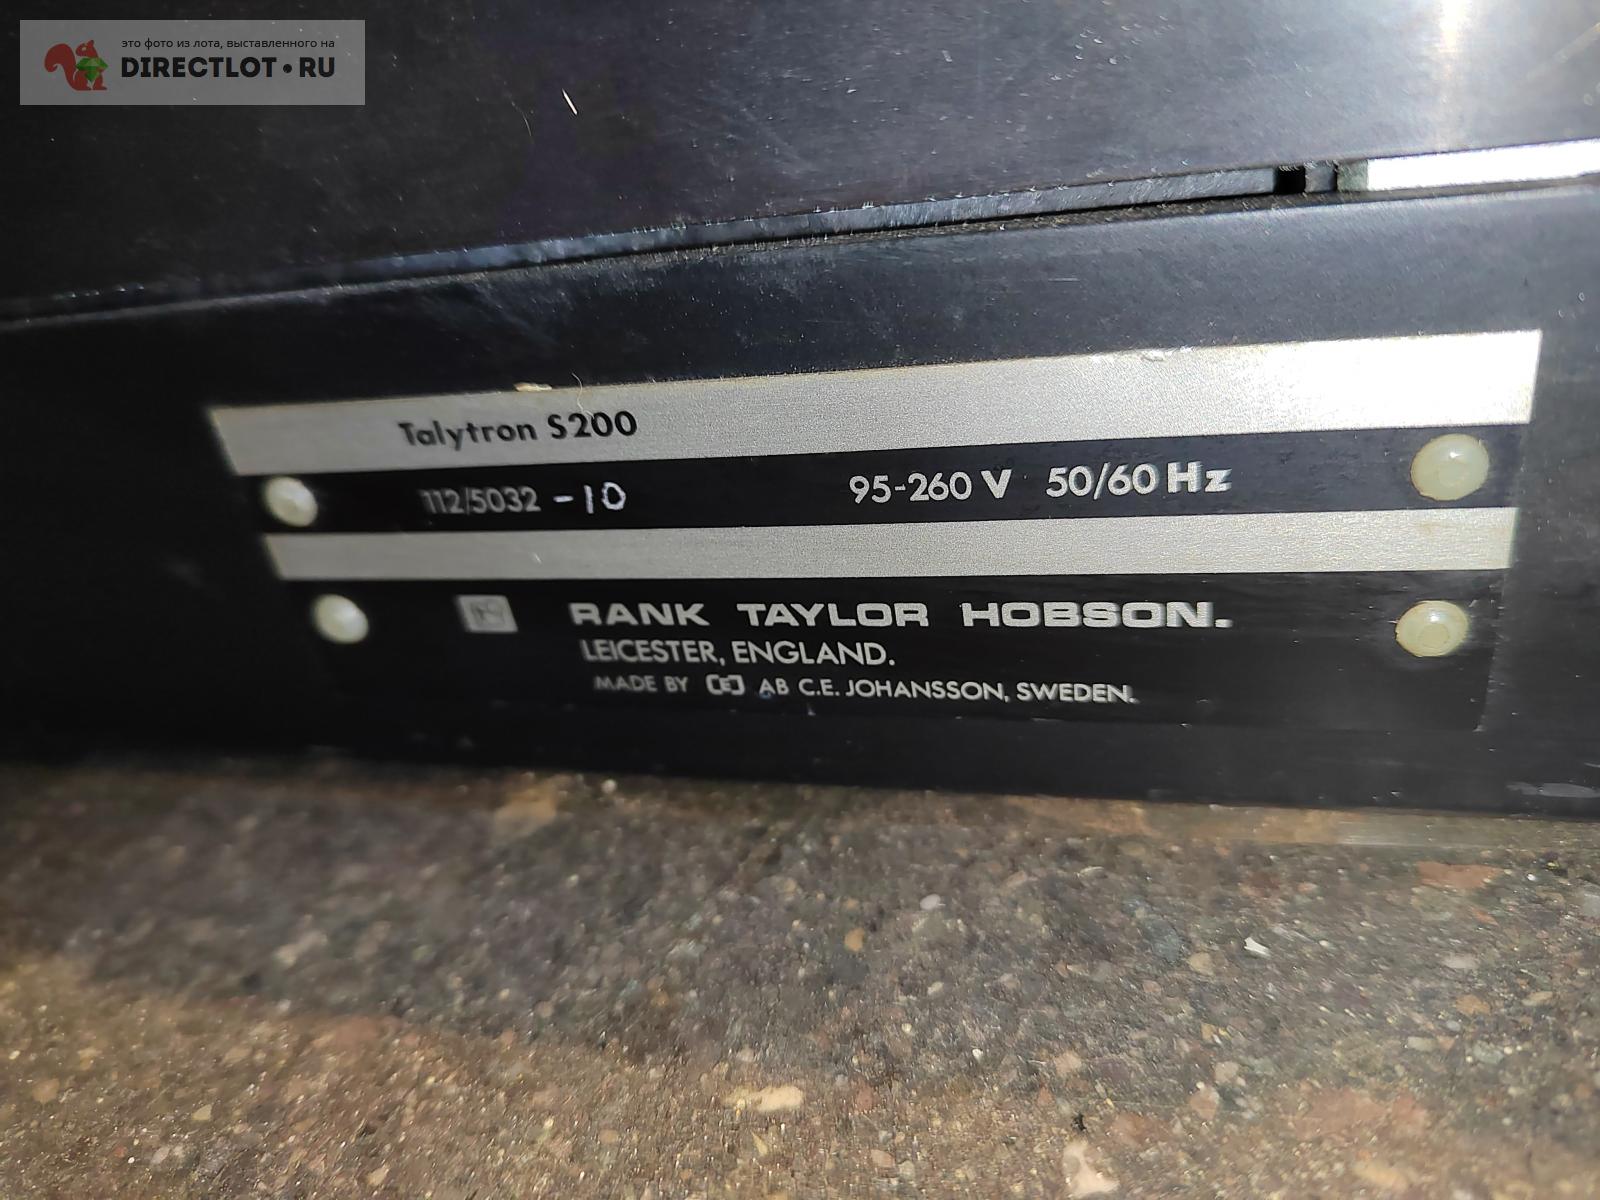 это фото из лота, выставленного на
DIRECTLOT•RU
Talytron S200
112/5032 -10 95-260 V 50/60 Hz
RANK TAYLOR HOBSON.
LEICESTER, ENGLAND.
MADE BY CEJ AB C.E. JOHANSSON, SWEDEN.